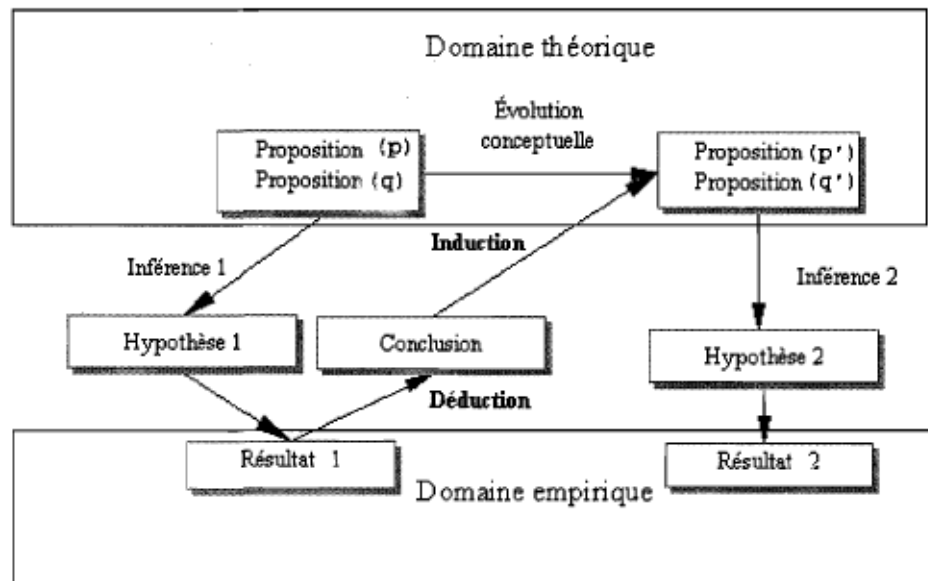 Domaine théorique
Évolution
conceptuelle
Proposition (p)
Proposition (q)
Proposition (p')
Proposition (q')
Induction
Inférence 1
Inférence 2
Hypothèse 1
Conclusion
Hypothèse 2
Déduction
Résultat 1
Résultat 2
Domaine empirique